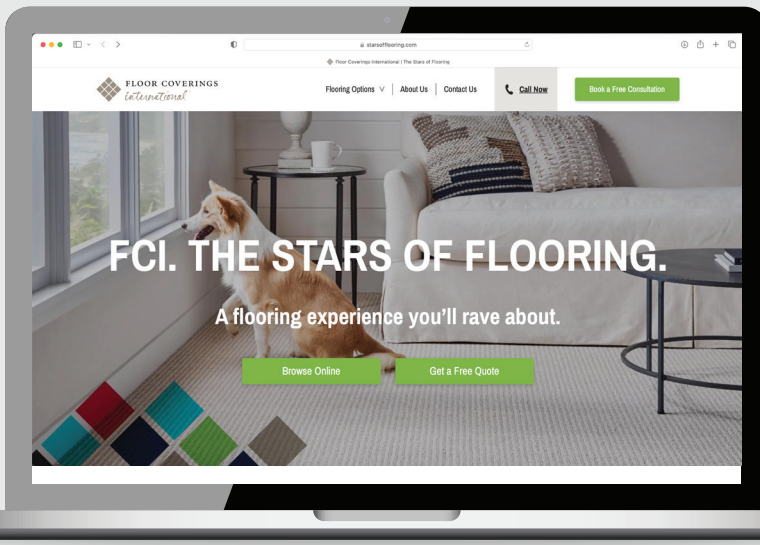 starsofflooring.com
Floor Coverings International | The Stars of Flooring
FLOOR COVERINGS
international
Flooring Options
About Us
Contact Us
Call Now
Book a Free Consultation
FCI. THE STARS OF FLOORING.
A flooring experience you'll rave about.
Browse Online
Get a Free Quote